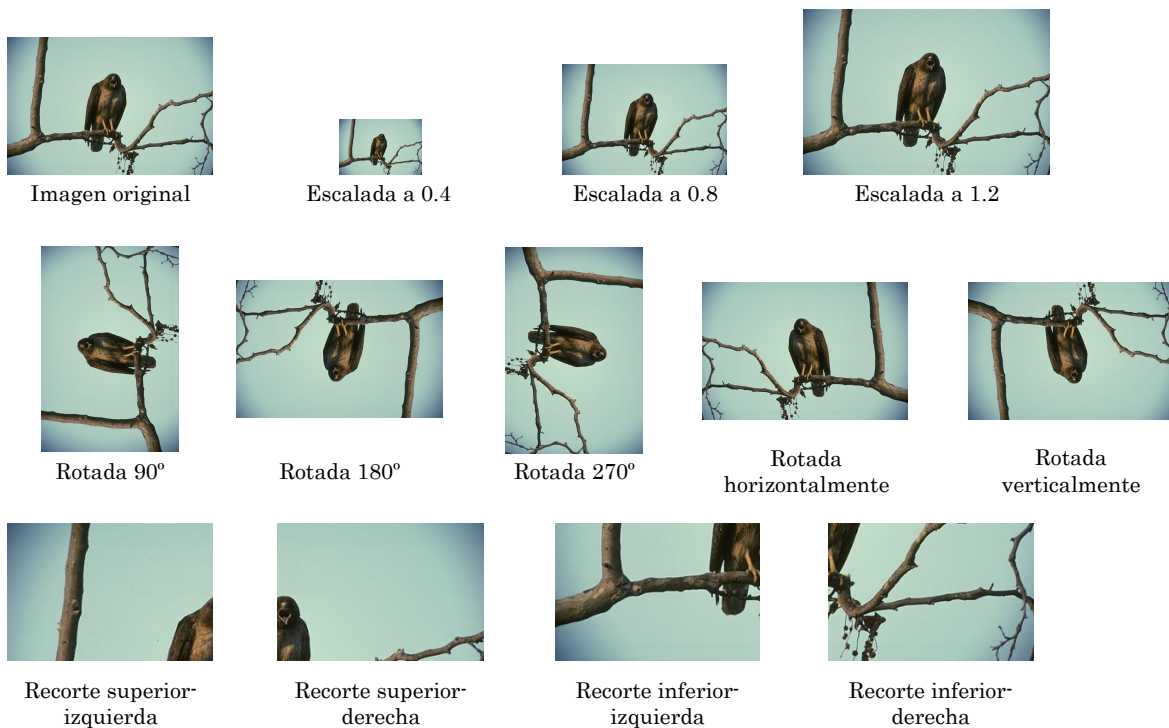 Imagen original
Escalada a 0.4
Escalada a 0.8
Escalada a 1.2
Rotada 90º
Rotada 180º
Rotada 270º
Rotada
horizontalmente
Rotada
verticalmente
Recorte superior-
izquierda
Recorte superior-
derecha
Recorte inferior-
izquierda
Recorte inferior-
derecha